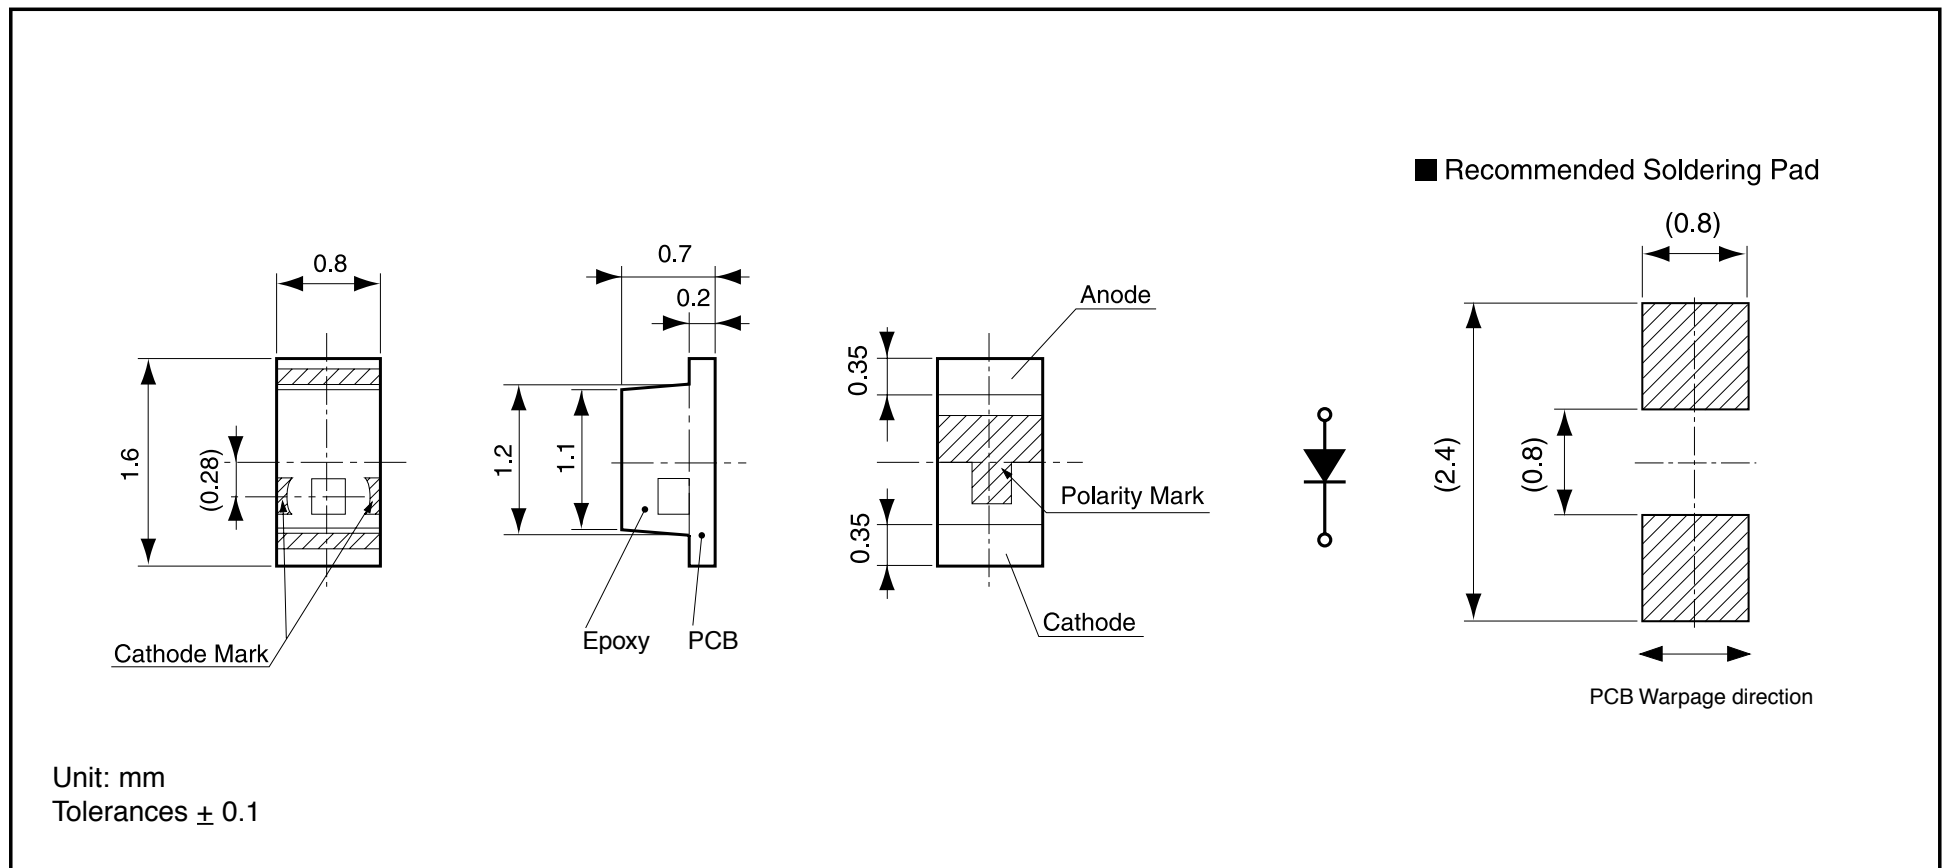 ■ Recommended Soldering Pad
(0.8)
0.8
0.7
0.2
Anode
0.35
1.6
(0.28)
1.2
1.1
(2.4)
(0.8)
Polarity Mark
0.35
Cathode
Epoxy
PCB
Cathode Mark
PCB Warpage direction
Unit: mm
Tolerances ± 0.1